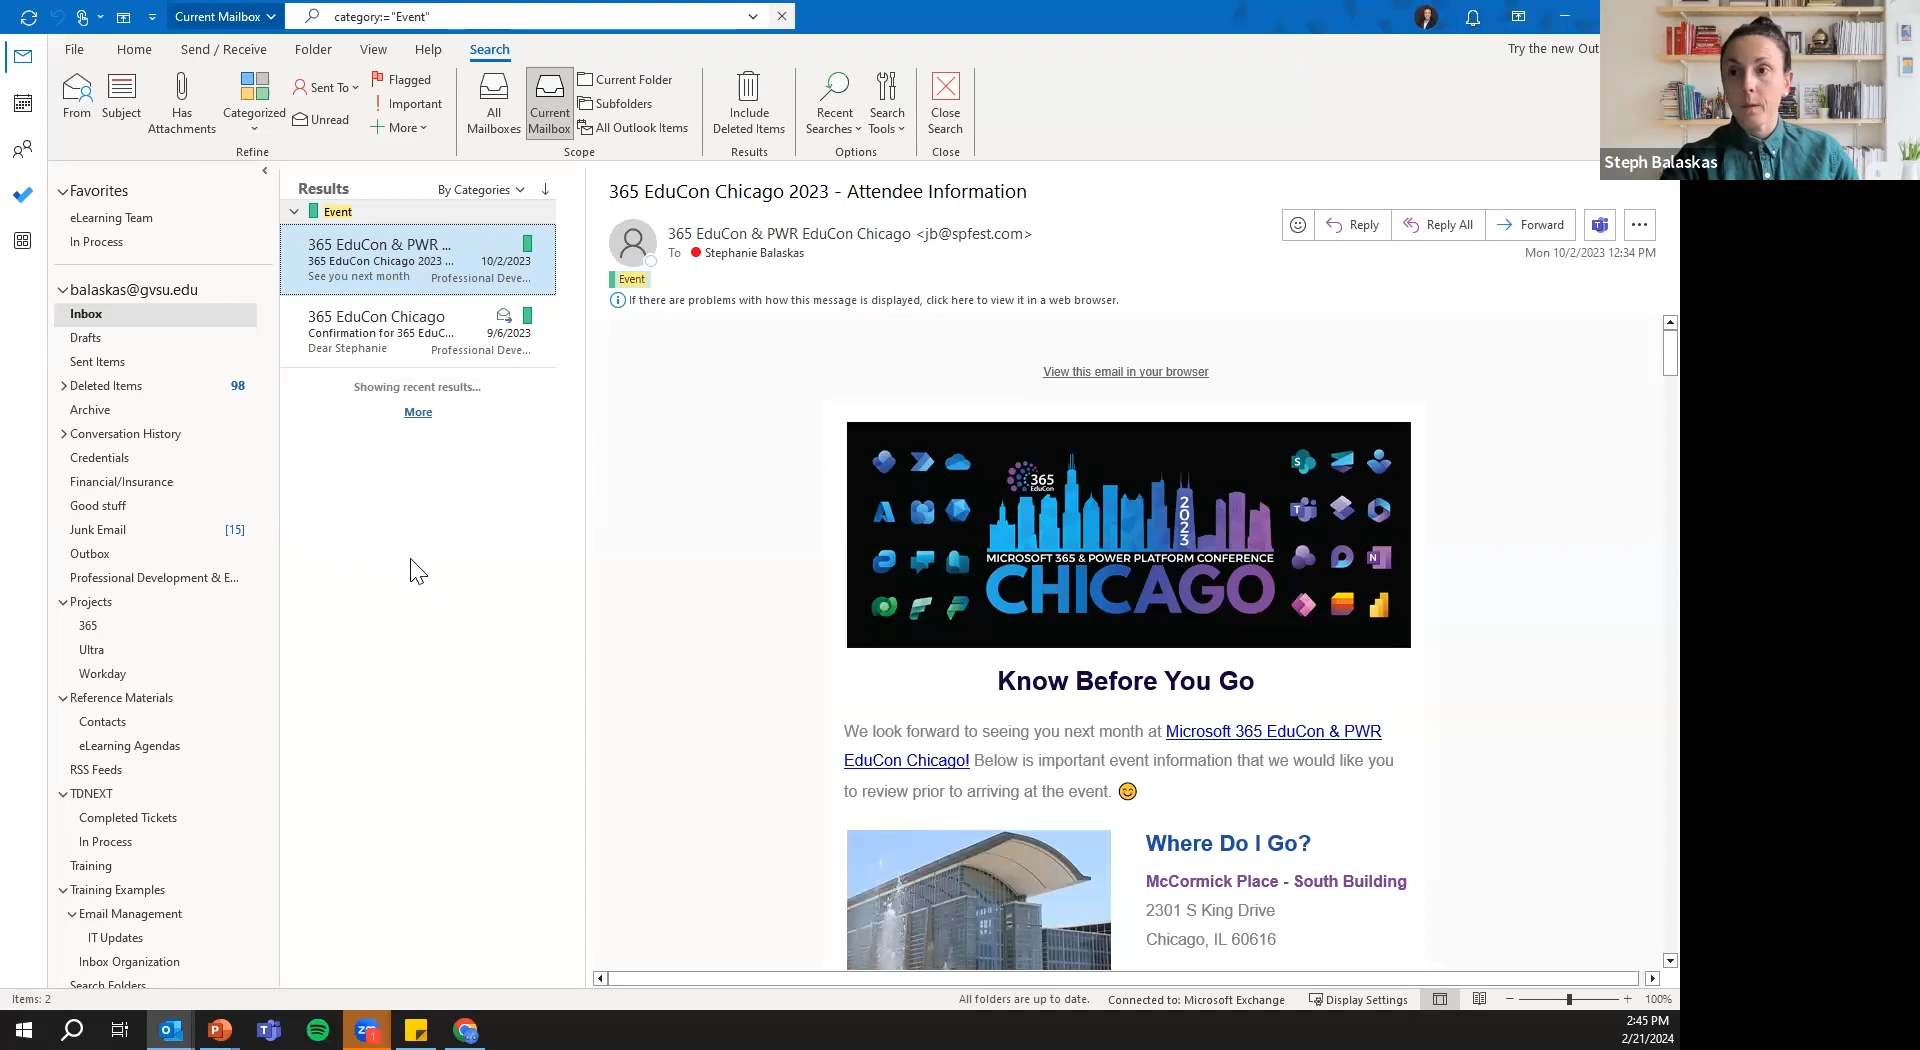 Current Mailbox
category:="Event"
File Home Send / Receive Folder View Help Search
Try the new Out
From
Subject
Has
Attachments
Categorized
Sent To
Unread
Flagged
Important
More
Refine
All
Mailboxes
Current
Mailbox
Current Folder
Subfolders
All Outlook Items
Scope
Include
Deleted Items
Results
Recent
Searches
Search
Tools
Options
Close
Search
Close
Steph Balaskas
Favorites
eLearning Team
In Process
balaskas@gvsu.edu
Inbox
Drafts
Sent Items
Deleted Items 98
Archive
Conversation History
Credentials
Financial/Insurance
Good stuff
Junk Email [15]
Outbox
Professional Development & E...
Projects
365
Ultra
Workday
Reference Materials
Contacts
eLearning Agendas
RSS Feeds
TDNEXT
Completed Tickets
In Process
Training
Training Examples
Email Management
IT Updates
Inbox Organization
Search Folders
Results By Categories
Event
365 EduCon & PWR ...
365 EduCon Chicago 2023 ... 10/2/2023
See you next month Professional Deve...
365 EduCon Chicago
Confirmation for 365 EduC... 9/6/2023
Dear Stephanie Professional Deve...
Showing recent results...
More
365 EduCon Chicago 2023 - Attendee Information
365 EduCon & PWR EduCon Chicago <jb@spfest.com>
To Stephanie Balaskas
Reply Reply All Forward
Mon 10/2/2023 12:34 PM
Event
If there are problems with how this message is displayed, click here to view it in a web browser.
View this email in your browser
365
EduCon
2023
MICROSOFT 365 & POWER PLATFORM CONFERENCE
CHICAGO
Know Before You Go
We look forward to seeing you next month at Microsoft 365 EduCon & PWR
EduCon Chicago! Below is important event information that we would like you
to review prior to arriving at the event.
Where Do I Go?
McCormick Place - South Building
2301 S King Drive
Chicago, IL 60616
Items: 2
All folders are up to date. Connected to: Microsoft Exchange Display Settings 100%
2:45 PM
2/21/2024